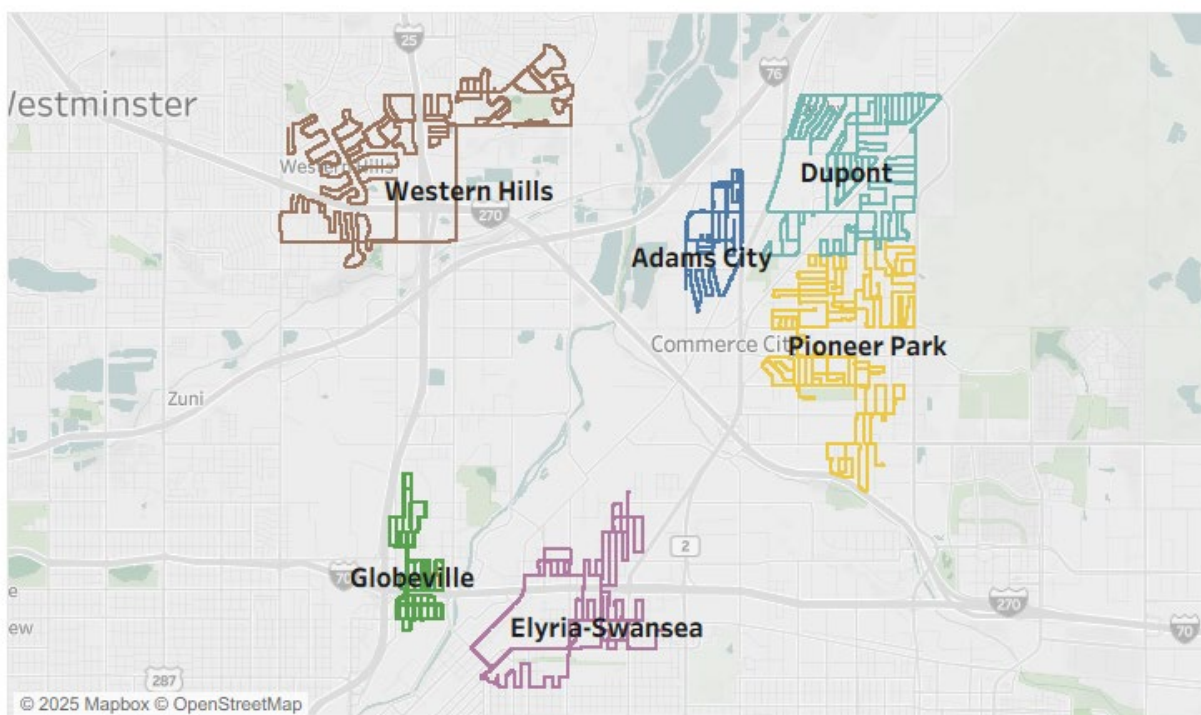 25
76
Westminster
Western Hills
Western Hills
270
Dupont
Adams City
Commerce City
Pioneer Park
Zuni
2
70
Globeville
270
70
Elyria-Swansea
287
© 2025 Mapbox © OpenStreetMap